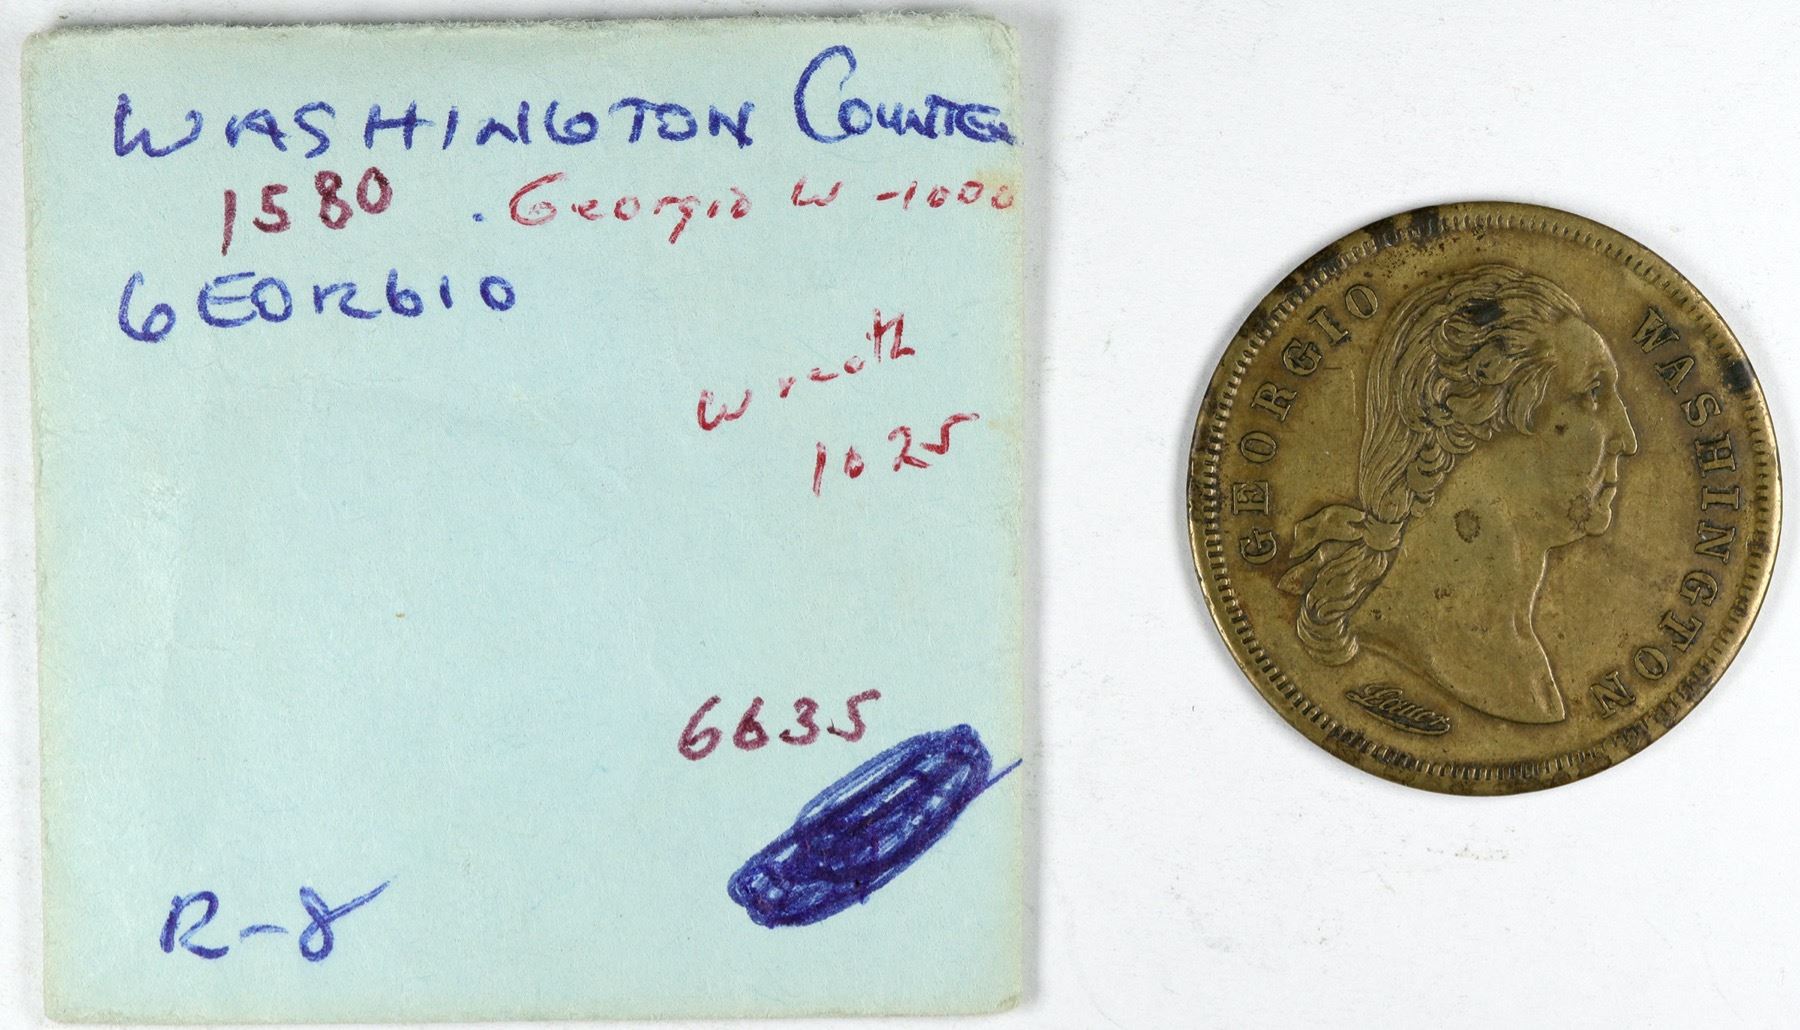 WASHINGTON COUNTER
1580 . Georgio W - 1000
GEORGIO
Wreath
1025
6635
R-8
GEORGIO WASHINGTON